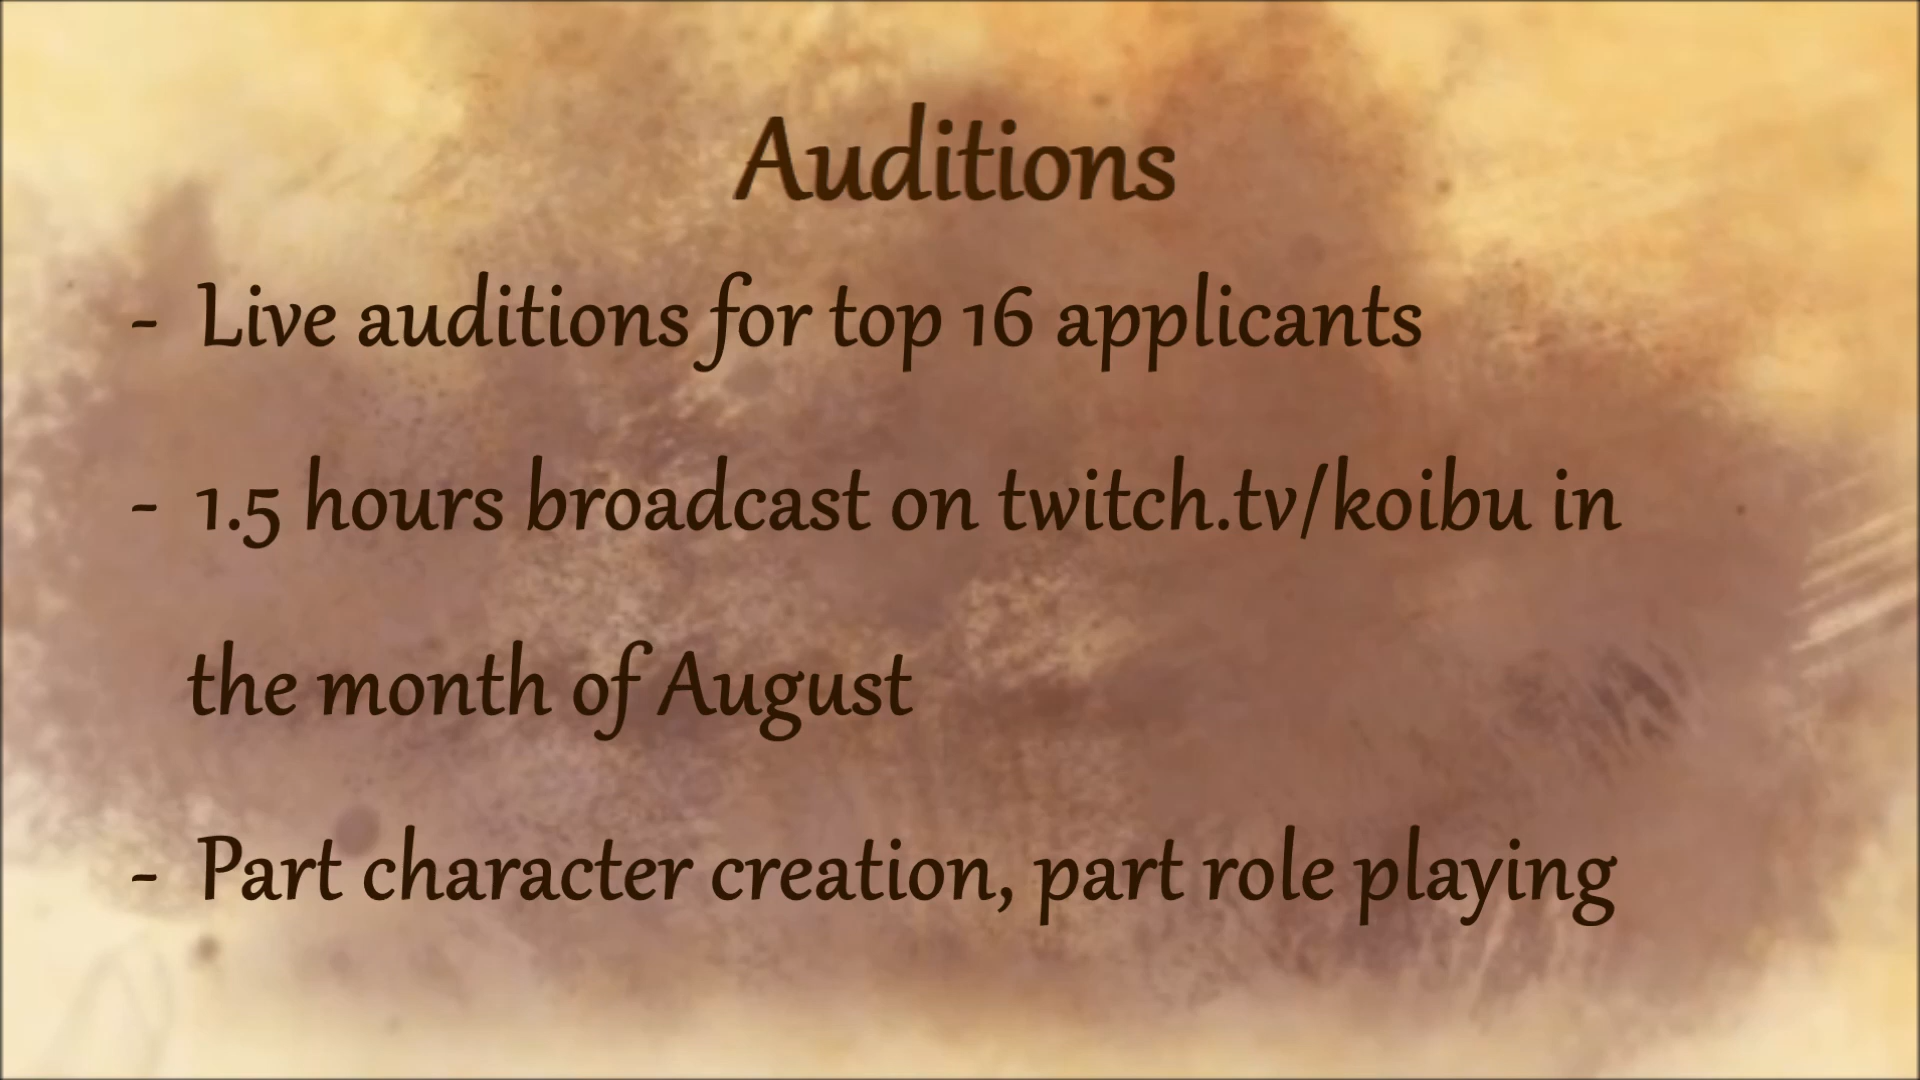 Auditions
- Live auditions for top 16 applicants
- 1.5 hours broadcast on twitch.tv/koibu in
the month of August
- Part character creation, part role playing